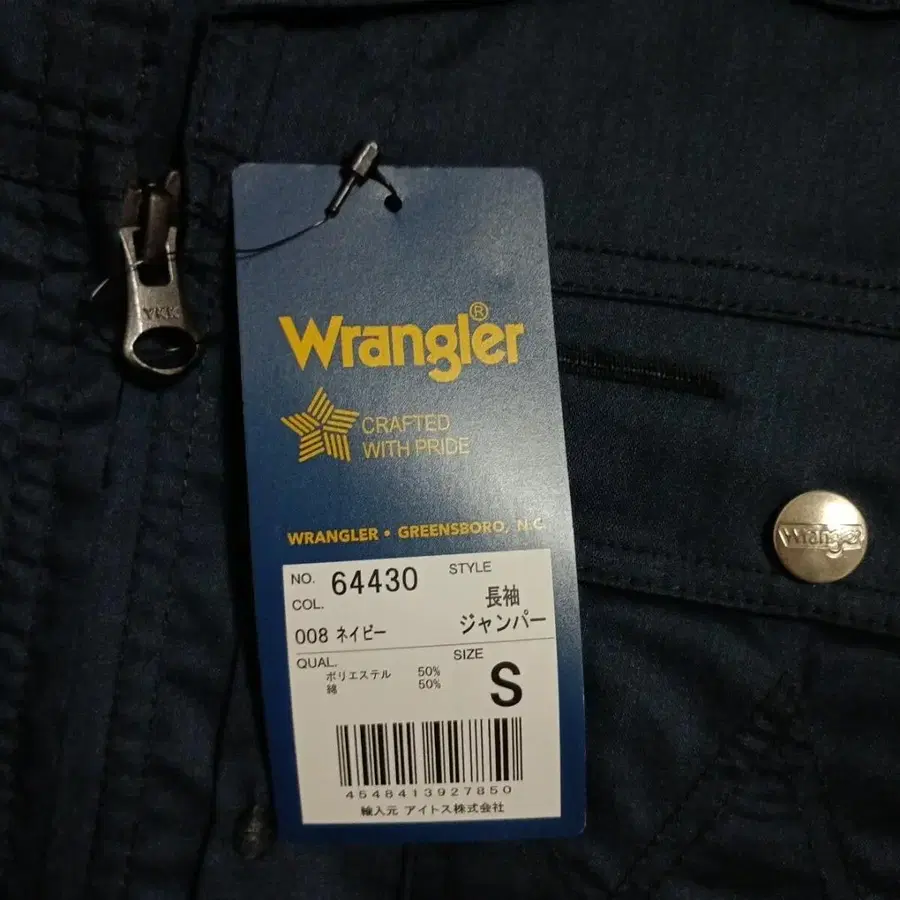 YKK
Wrangler®
CRAFTED
WITH PRIDE
WRANGLER • GREENSBORO, N.C.
NO. 64430
STYLE
長袖
ジャンパー
COL.
008 ネイビー
QUAL.
ポリエステル 50%
綿 50%
SIZE
S
4548413927850
輸入元 アイトス株式会社
Wrangler